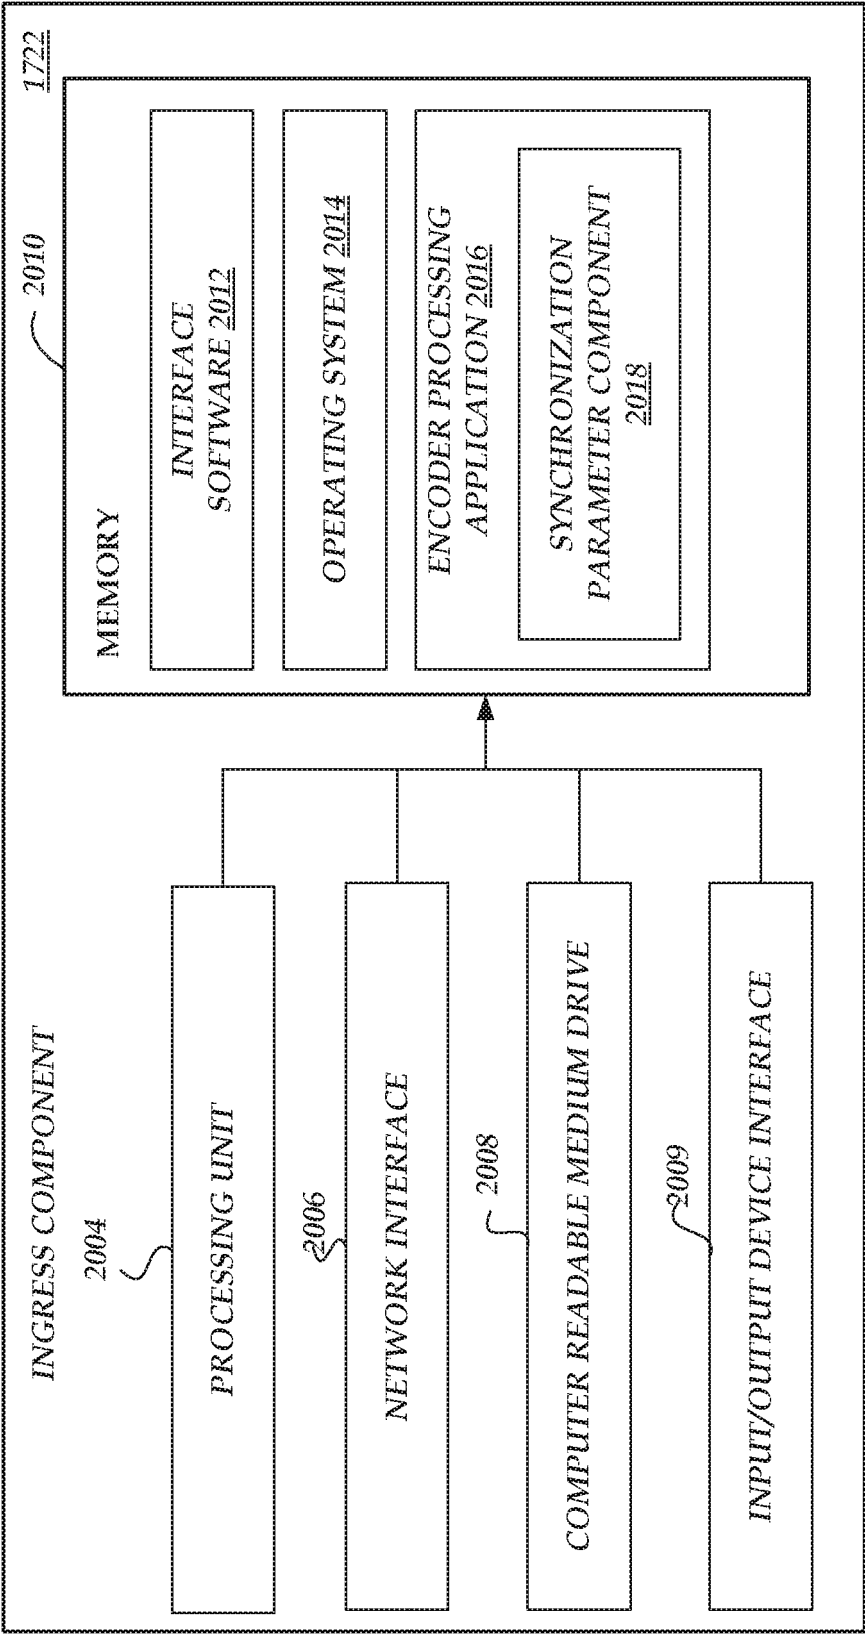 INGRESS COMPONENT
1722
2004
PROCESSING UNIT
2006
NETWORK INTERFACE
2008
COMPUTER READABLE MEDIUM DRIVE
2009
INPUT/OUTPUT DEVICE INTERFACE
2010
MEMORY
INTERFACE
SOFTWARE 2012
OPERATING SYSTEM 2014
ENCODER PROCESSING
APPLICATION 2016
SYNCHRONIZATION
PARAMETER COMPONENT
2018